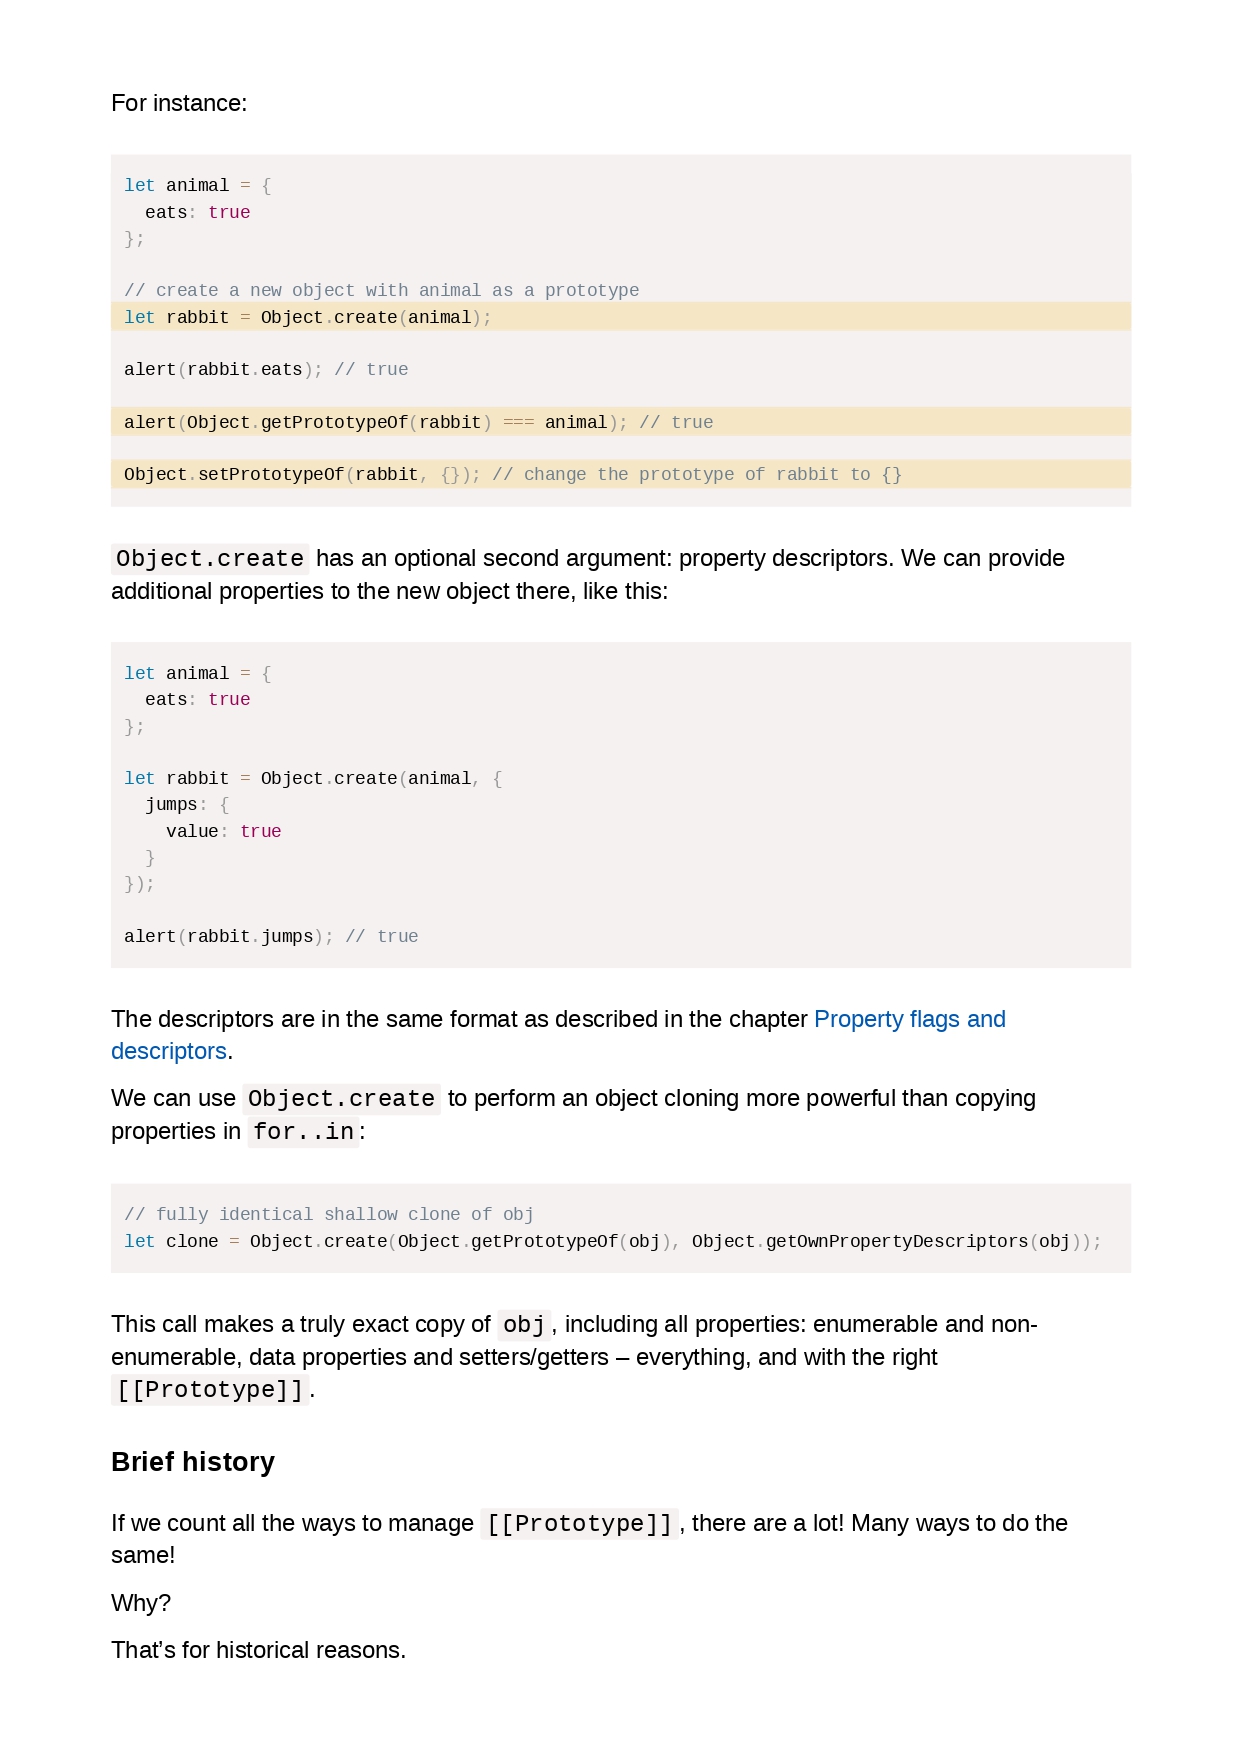 For instance:
let animal = {
  eats: true
};
// create a new object with animal as a prototype
let rabbit = Object.create(animal);
alert(rabbit.eats); // true
alert(Object.getPrototypeOf(rabbit) === animal); // true
Object.setPrototypeOf(rabbit, {}); // change the prototype of rabbit to {}
Object.create has an optional second argument: property descriptors. We can provide
additional properties to the new object there, like this:
let animal = {
  eats: true
};
let rabbit = Object.create(animal, {
  jumps: {
    value: true
  }
});
alert(rabbit.jumps); // true
The descriptors are in the same format as described in the chapter Property flags and
descriptors.
We can use Object.create to perform an object cloning more powerful than copying
properties in for..in:
// fully identical shallow clone of obj
let clone = Object.create(Object.getPrototypeOf(obj), Object.getOwnPropertyDescriptors(obj));
This call makes a truly exact copy of obj, including all properties: enumerable and non-
enumerable, data properties and setters/getters – everything, and with the right
[[Prototype]].
Brief history
If we count all the ways to manage [[Prototype]], there are a lot! Many ways to do the
same!
Why?
That’s for historical reasons.